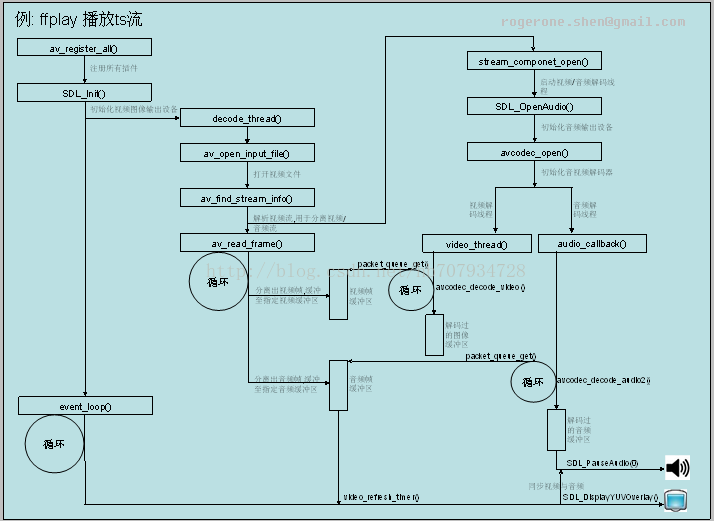 例: ffplay 播放ts流
rogerone.shen@gmail.com
av_register_all()
注册所有插件
SDL_Init()
初始化视频图像输出设备
decode_thread()
av_open_input_file()
打开视频文件
av_find_stream_info()
解析视频流,用于分离视频/
音频流
av_read_frame()
循环
分离出视频帧,缓冲
至指定视频缓冲区
视频帧
缓冲区
分离出音频帧,缓冲
至指定音频缓冲区
音频帧
缓冲区
stream_componet_open()
启动视频/音频解码线
程
SDL_OpenAudio()
初始化音频输出设备
avcodec_open()
初始化音视频解码器
视频解
码线程
音频解
码线程
video_thread()
audio_callback()
packet_queue_get()
循环
avcodec_decode_video()
解码过
的图像
缓冲区
packet_queue_get()
循环
avcodec_decode_audio2()
解码过
的音频
缓冲区
event_loop()
循环
SDL_PauseAudio(0)
同步视频与音频
video_refresh_timer()
SDL_DisplayYUVOverlay()